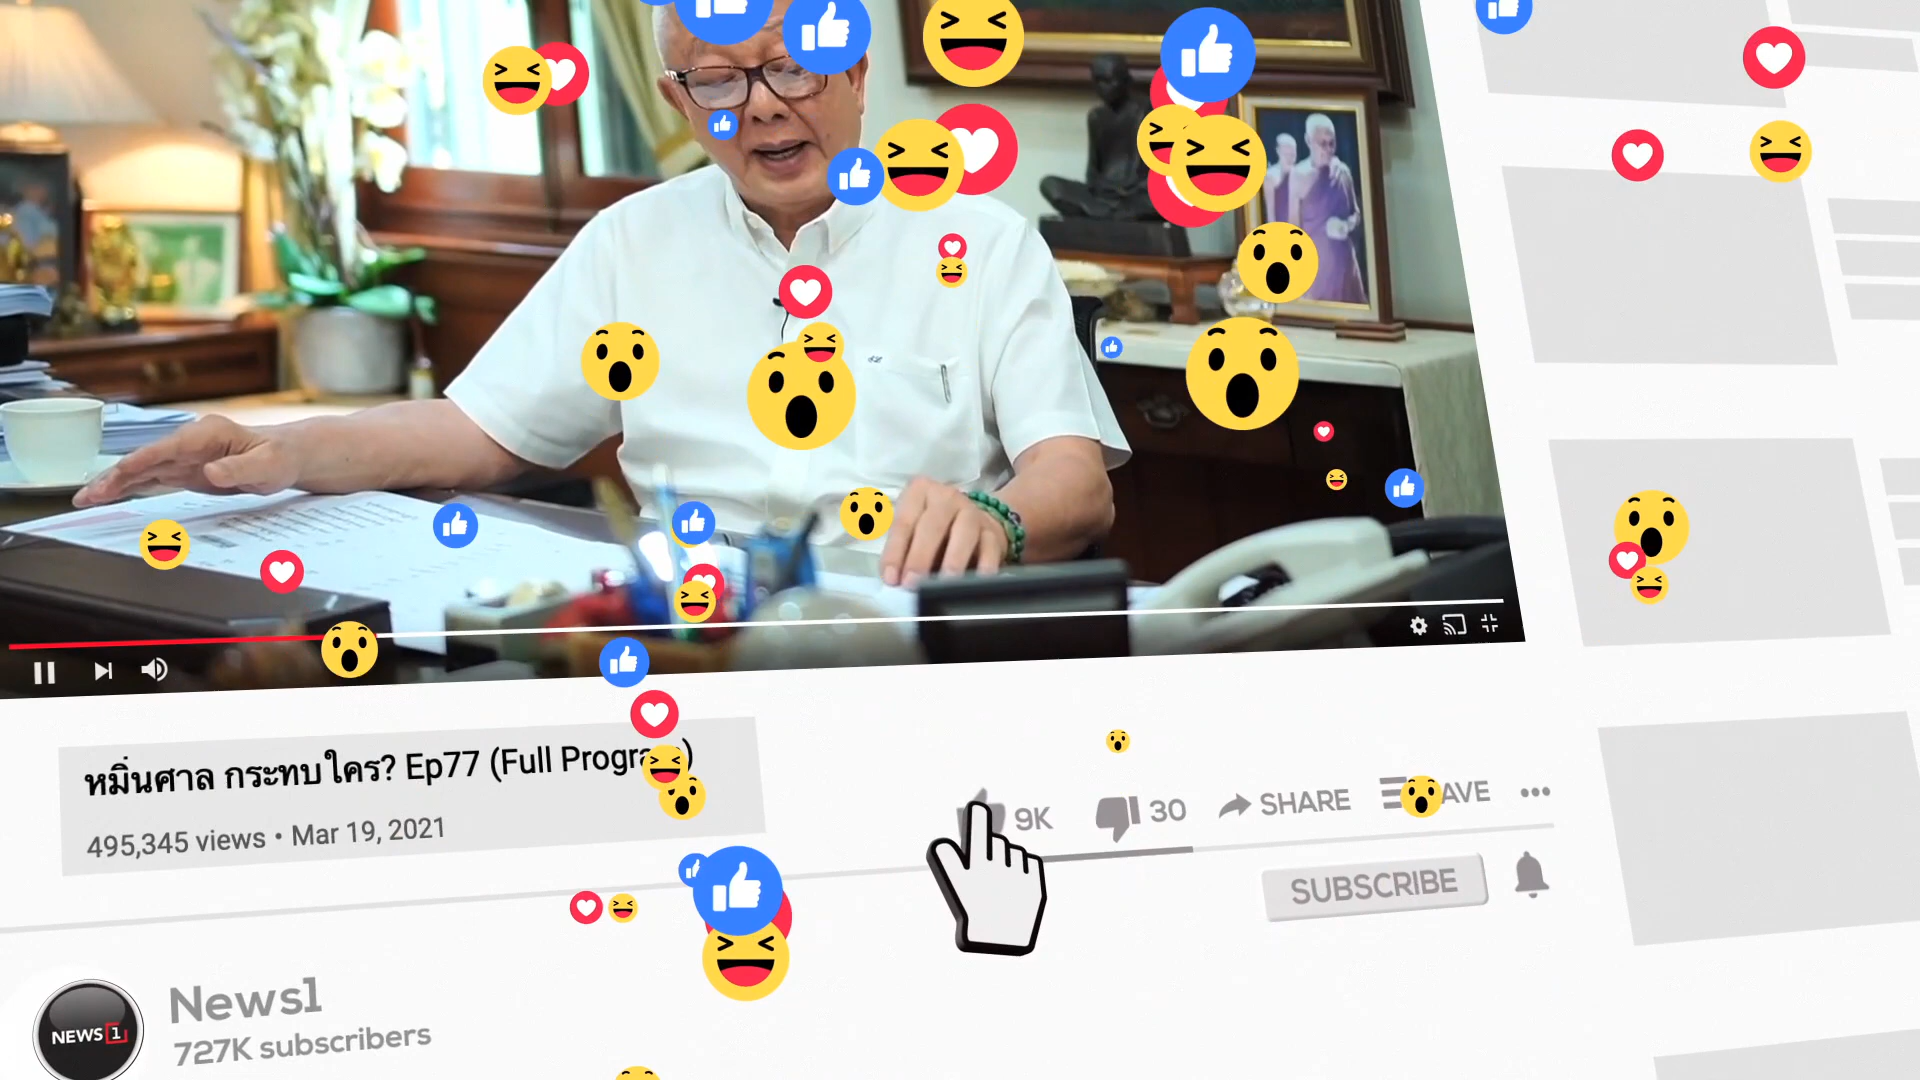 หมิ่นศาล กระทบใคร? Ep77 (Full Program)
495,345 views • Mar 19, 2021
9K
30
SHARE
SAVE
SUBSCRIBE
NEWS 1
News1
727K subscribers